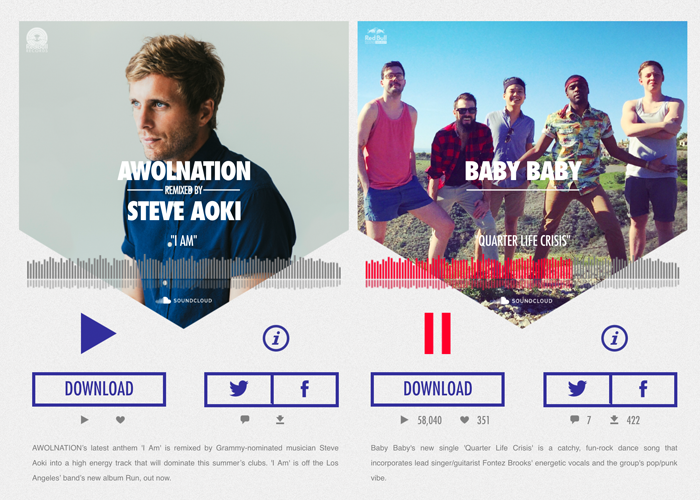 AWOLNATION
REMIXED BY
STEVE AOKI
"I AM"
SOUNDCLOUD
DOWNLOAD
AWOLNATION's latest anthem 'I Am' is remixed by Grammy-nominated musician Steve
Aoki into a high energy track that will dominate this summer's clubs. 'I Am' is off the Los
Angeles' band's new album Run, out now.
Red Bull
BABY BABY
"QUARTER LIFE CRISIS"
SOUNDCLOUD
DOWNLOAD
58,040 351 7 422
Baby Baby's new single 'Quarter Life Crisis' is a catchy, fun-rock dance song that
incorporates lead singer/guitarist Fontez Brooks' energetic vocals and the group's pop/punk
vibe.